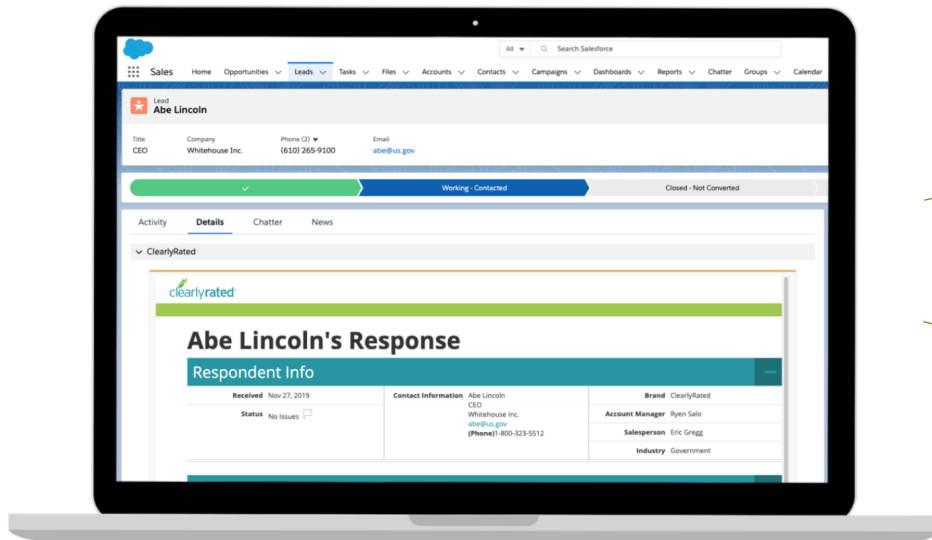 All
Search Salesforce
Sales Home Opportunities Leads Tasks Files Accounts Contacts Campaigns Dashboards Reports Chatter Groups Calendar
Lead
Abe Lincoln
Title Company Phone (2) Email
CEO Whitehouse Inc. (610) 265-9100 abe@us.gov
Working - Contacted Closed - Not Converted
Activity Details Chatter News
ClearlyRated
clearlyrated
Abe Lincoln's Response
Respondent Info
Received Nov 27, 2019
Status No Issues
Contact Information Abe Lincoln
CEO
Whitehouse Inc.
abe@us.gov
(Phone)1-800-323-5512
Brand ClearlyRated
Account Manager Ryen Salo
Salesperson Eric Gregg
Industry Government